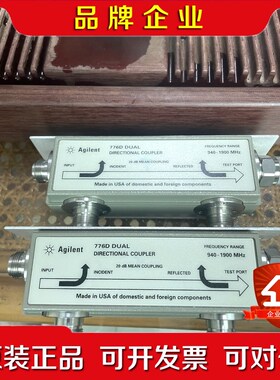 品牌企业
Agilent
776D DUAL
DIRECTIONAL COUPLER
FREQUENCY RANGE
940-1900 MHz
20 dB MEAN COUPLING
INPUT
INCIDENT
REFLECTED
TEST PORT
Made in USA of domestic and foreign components
Agilent
776D DUAL
DIRECTIONAL COUPLER
FREQUENCY RANGE
940-1900 MHz
20 dB MEAN COUPLING
INPUT
INCIDENT
REFLECTED
TEST PORT
Made in USA of domestic and foreign components
装正品 可开发票 可对